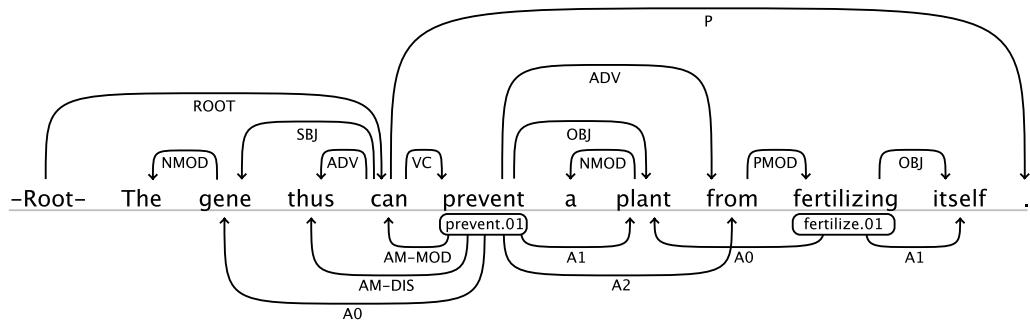 P
ADV
ROOT
SBJ OBJ
NMOD ADV VC NMOD PMOD OBJ
-Root- The gene thus can prevent a plant from fertilizing itself .
prevent.01 fertilize.01
AM-MOD A1 A0 A1
AM-DIS A2
A0